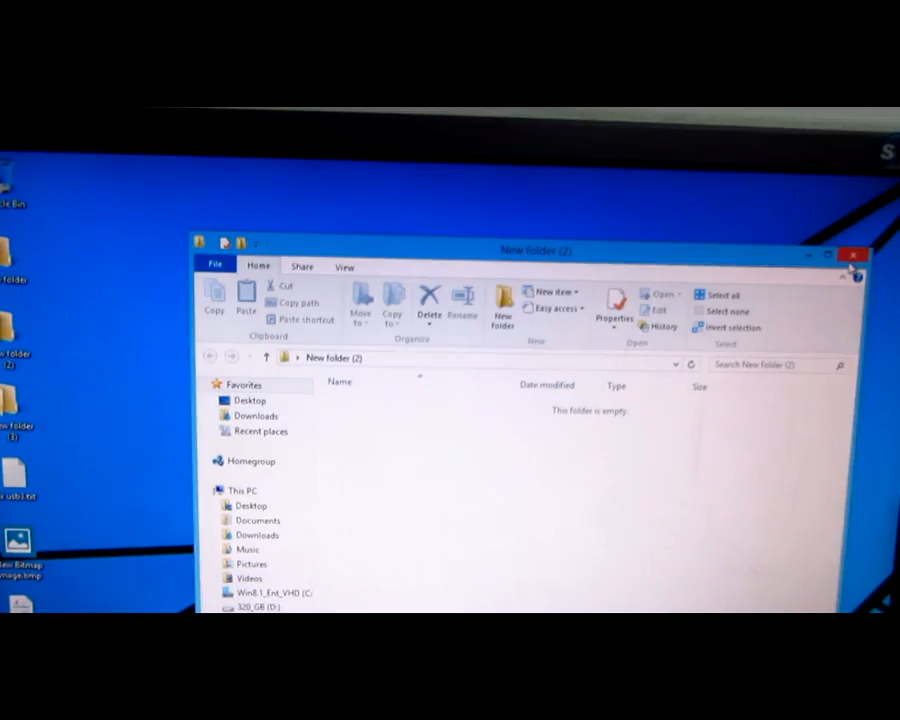 S
cle Bin
New folder (2)
File Home Share View
folder
Copy
Paste
Cut
Copy path
Paste shortcut
Clipboard
Move to
Copy to
Delete
Rename
Organize
New folder
New item
Easy access
New
Properties
Open
Edit
History
Open
Select all
Select none
Invert selection
Select
w folder
(2)
New folder (2)
Search New folder (2)
Name Date modified Type Size
This folder is empty.
Favorites
Desktop
Downloads
Recent places
Homegroup
This PC
Desktop
Documents
Downloads
Music
Pictures
Videos
Win8.1_Ent_VHD (C:
320_GB (D:)
w folder
(3)
usb3.txt
ew Bitmap
mage.bmp